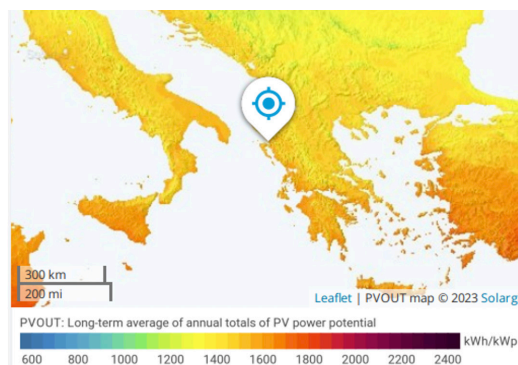 300 km
200 mi
Leaflet | PVOUT map © 2023 Solarg
PVOUT: Long-term average of annual totals of PV power potential
kWh/kWp
600 800 1000 1200 1400 1600 1800 2000 2200 2400